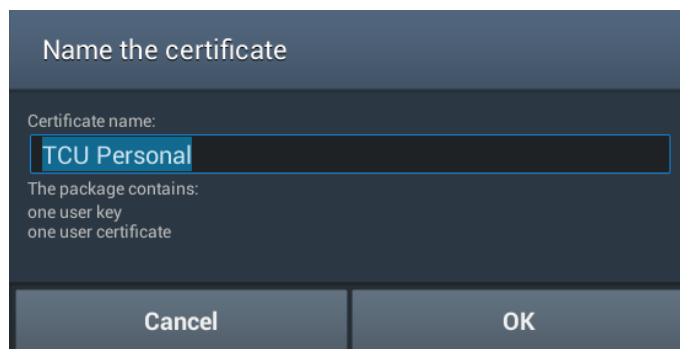 Name the certificate
Certificate name:
TCU Personal
The package contains:
one user key
one user certificate
Cancel
OK